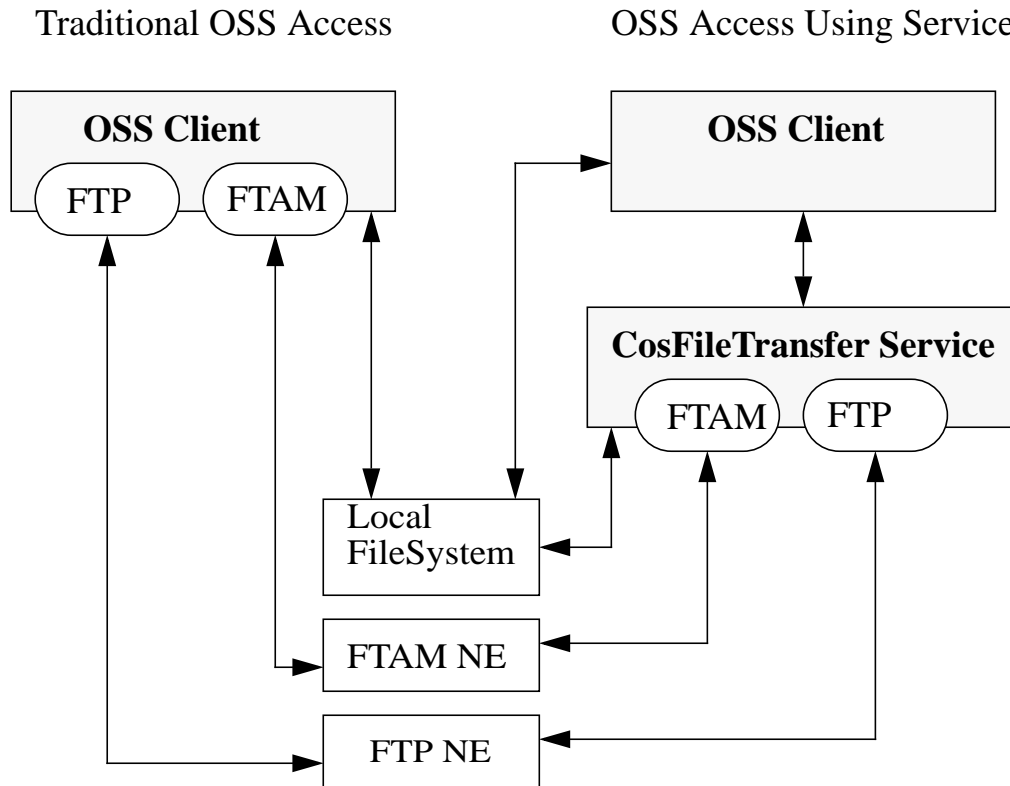 Traditional OSS Access
OSS Access Using Service
OSS Client
OSS Client
FTP
FTAM
CosFileTransfer Service
FTAM
FTP
Local
FileSystem
FTAM NE
FTP NE